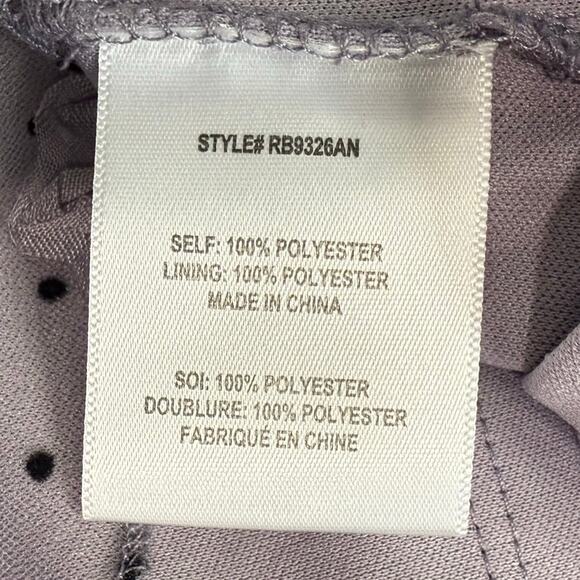 STYLE# RB9326AN
SELF: 100% POLYESTER
LINING: 100% POLYESTER
MADE IN CHINA
SOI: 100% POLYESTER
DOUBLURE: 100% POLYESTER
FABRIQUÉ EN CHINE